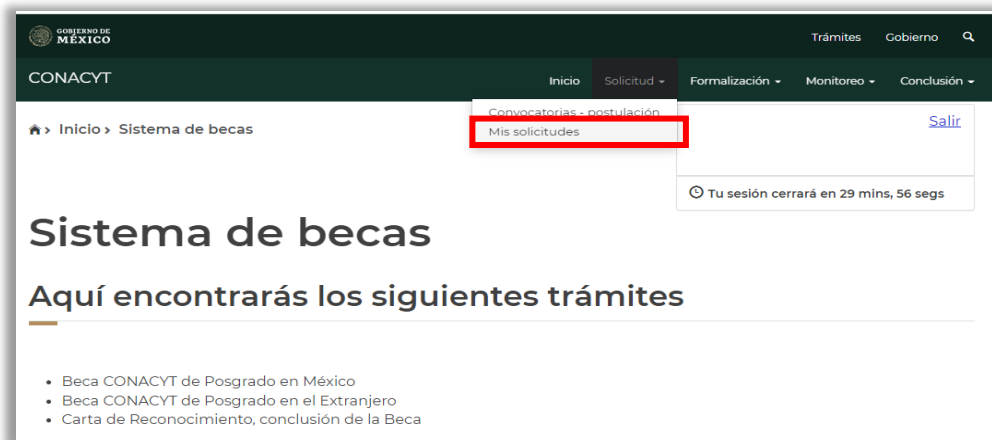 GOBIERNO DE
MÉXICO
Trámites Gobierno
CONACYT
Inicio Solicitud Formalización Monitoreo Conclusión
Convocatorias - postulación
Mis solicitudes
Inicio › Sistema de becas
Salir
Tu sesión cerrará en 29 mins, 56 segs
Sistema de becas
Aquí encontrarás los siguientes trámites
• Beca CONACYT de Posgrado en México
• Beca CONACYT de Posgrado en el Extranjero
• Carta de Reconocimiento, conclusión de la Beca